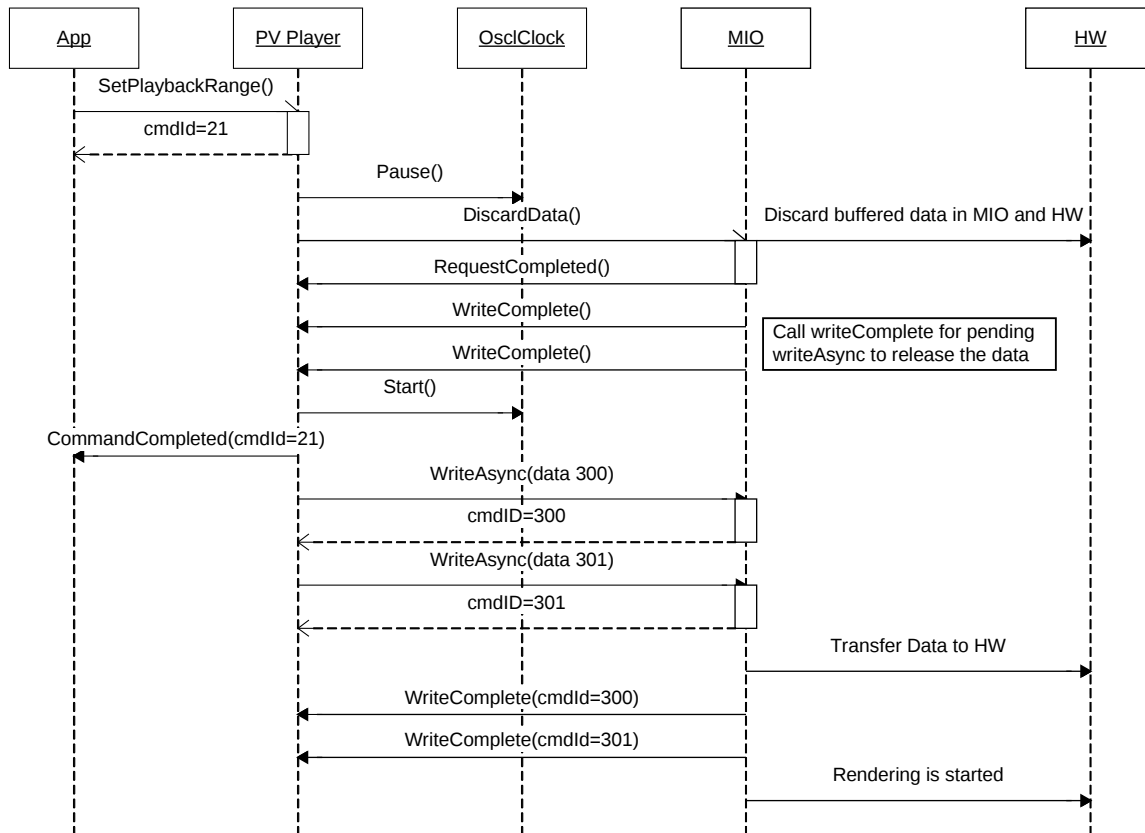 App
PV Player
OsclClock
MIO
HW
SetPlaybackRange()
cmdId=21
Pause()
DiscardData()
Discard buffered data in MIO and HW
RequestCompleted()
WriteComplete()
Call writeComplete for pending
writeAsync to release the data
WriteComplete()
Start()
CommandCompleted(cmdId=21)
WriteAsync(data 300)
cmdID=300
WriteAsync(data 301)
cmdID=301
Transfer Data to HW
WriteComplete(cmdId=300)
WriteComplete(cmdId=301)
Rendering is started